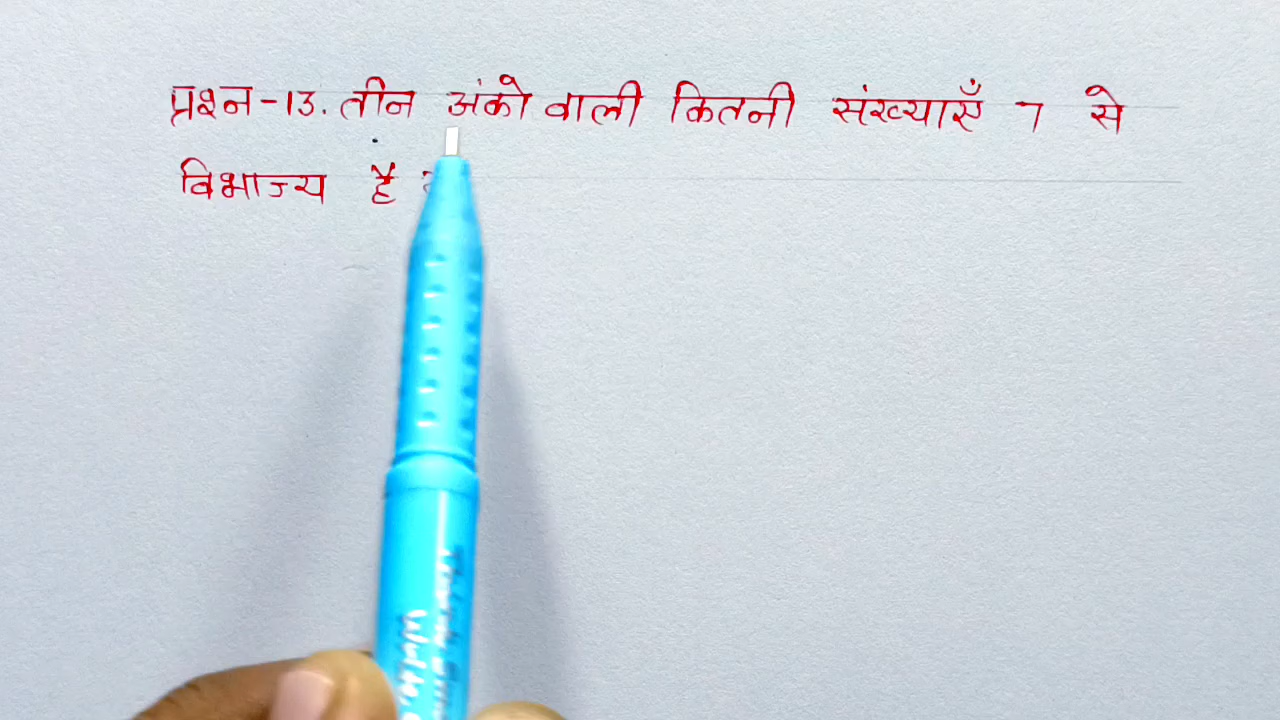 प्रश्न-13. तीन अंको वाली कितनी संख्याएँ 7 से
विभाज्य है